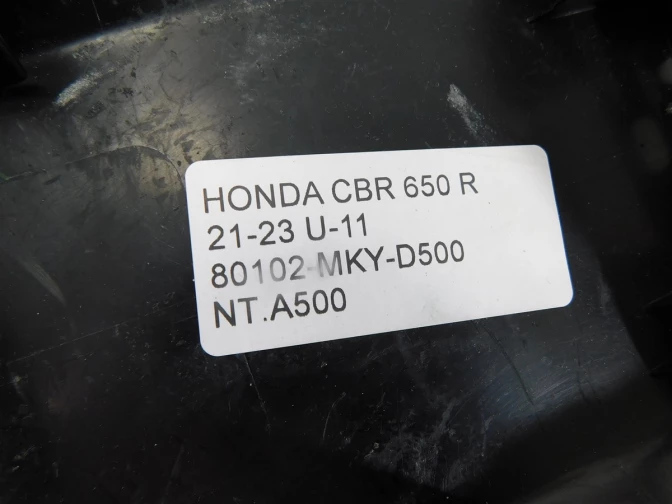 HONDA CBR 650 R
21-23 U-11
80102-MKY-D500
NT.A500